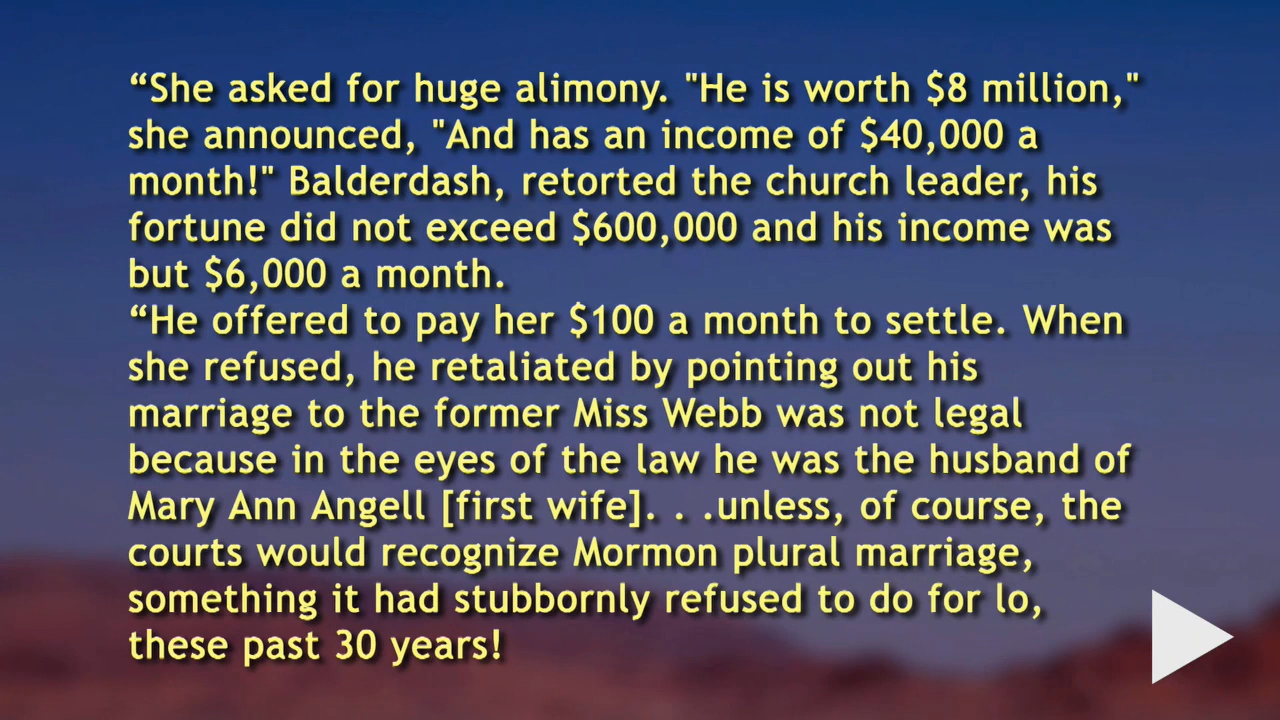 “She asked for huge alimony. "He is worth $8 million,"
she announced, "And has an income of $40,000 a
month!" Balderdash, retorted the church leader, his
fortune did not exceed $600,000 and his income was
but $6,000 a month.
“He offered to pay her $100 a month to settle. When
she refused, he retaliated by pointing out his
marriage to the former Miss Webb was not legal
because in the eyes of the law he was the husband of
Mary Ann Angell [first wife]. . .unless, of course, the
courts would recognize Mormon plural marriage,
something it had stubbornly refused to do for lo,
these past 30 years!